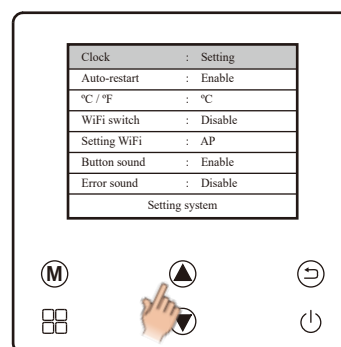 Clock : Setting
Auto-restart : Enable
ºC / ºF : ºC
WiFi switch : Disable
Setting WiFi : AP
Button sound : Enable
Error sound : Disable
Setting system
M